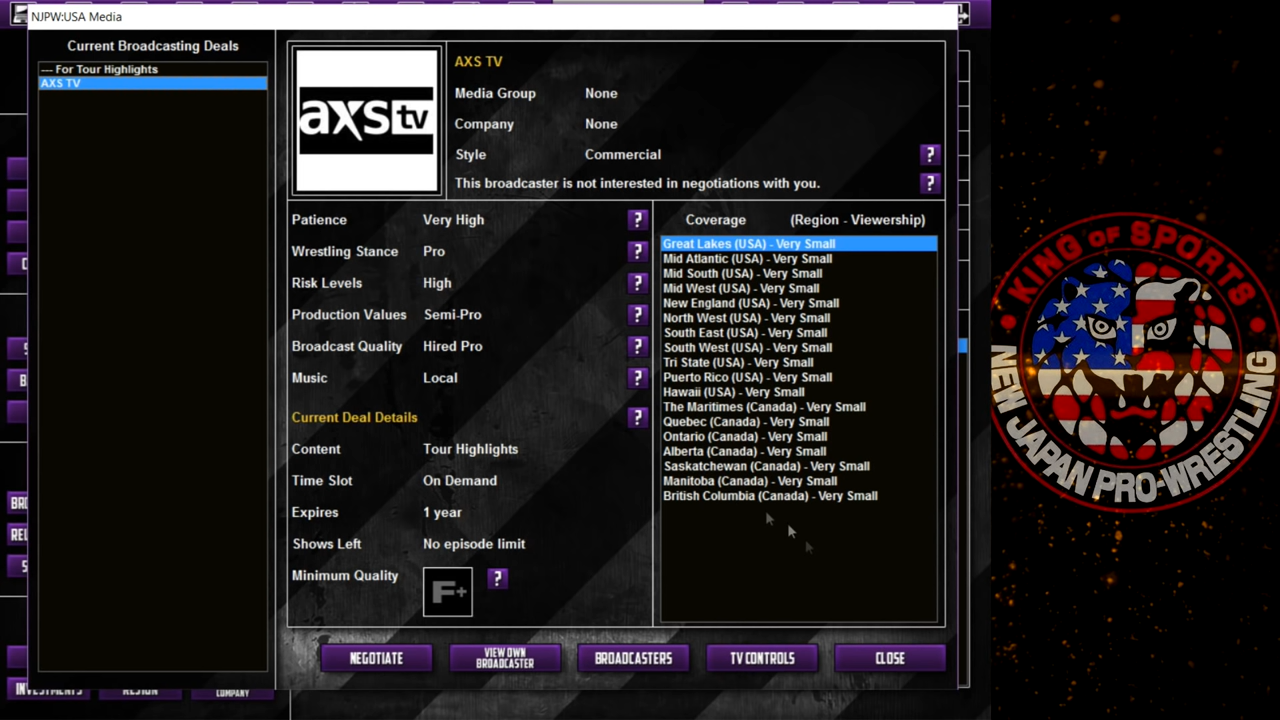 NJPW:USA Media
Current Broadcasting Deals
--- For Tour Highlights
AXS TV
axs tv
AXS TV
Media Group None
Company None
Style Commercial ?
This broadcaster is not interested in negotiations with you. ?
Patience Very High ?
Wrestling Stance Pro ?
Risk Levels High ?
Production Values Semi-Pro ?
Broadcast Quality Hired Pro ?
Music Local ?
Current Deal Details ?
Content Tour Highlights
Time Slot On Demand
Expires 1 year
Shows Left No episode limit
Minimum Quality F+ ?
Coverage (Region - Viewership)
Great Lakes (USA) - Very Small
Mid Atlantic (USA) - Very Small
Mid South (USA) - Very Small
Mid West (USA) - Very Small
New England (USA) - Very Small
North West (USA) - Very Small
South East (USA) - Very Small
South West (USA) - Very Small
Tri State (USA) - Very Small
Puerto Rico (USA) - Very Small
Hawaii (USA) - Very Small
The Maritimes (Canada) - Very Small
Quebec (Canada) - Very Small
Ontario (Canada) - Very Small
Alberta (Canada) - Very Small
Saskatchewan (Canada) - Very Small
Manitoba (Canada) - Very Small
British Columbia (Canada) - Very Small
NEGOTIATE
VIEW OWN
BROADCASTER
BROADCASTERS
TV CONTROLS
CLOSE
COMPANY
KING OF SPORTS
NEW JAPAN PRO-WRESTLING